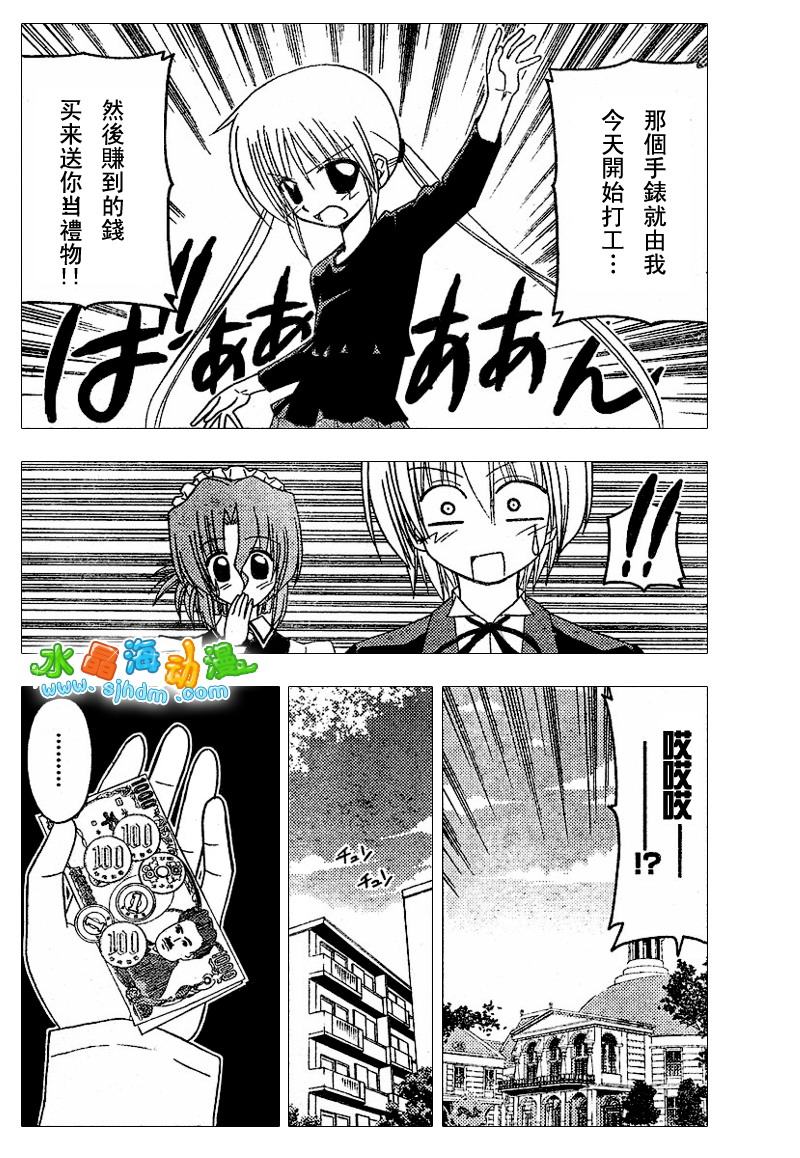 那個手錶就由我
今天開始打工…
然後賺到的錢
买来送你当禮物!!
ばぁああああん
!!
!!
水晶海动漫
www.sjhdm.com
哎哎哎——
——!?
チュン
チュン
………
1000
100
100
100
1000